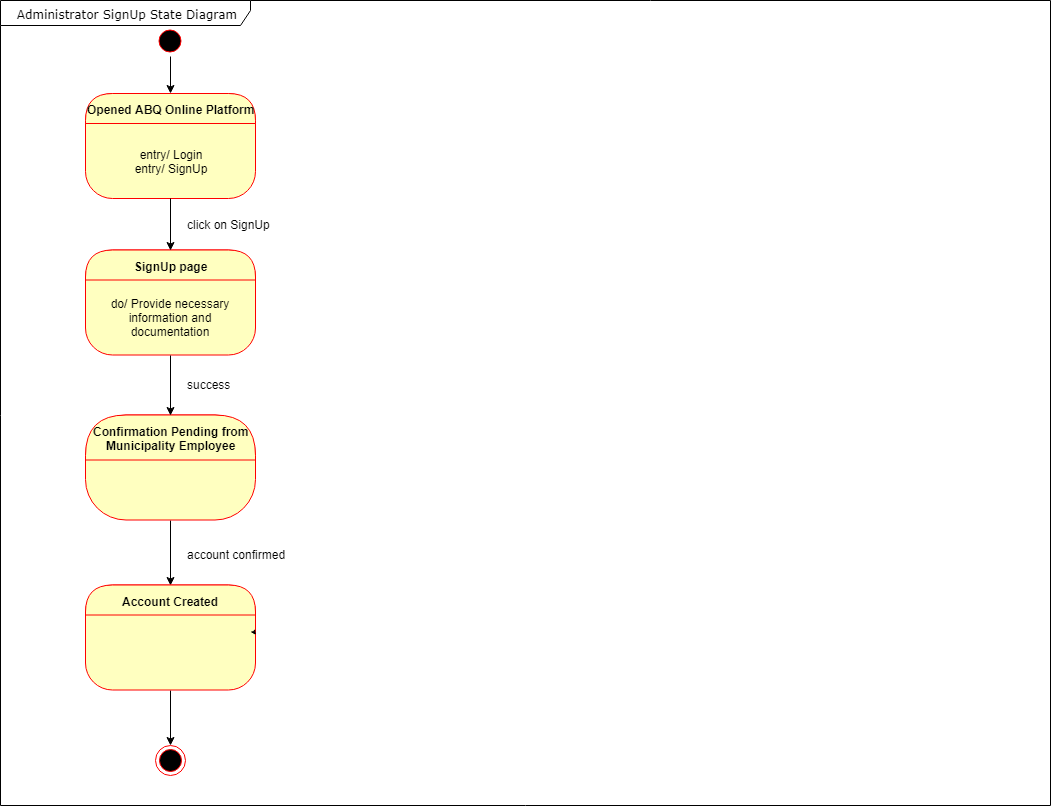 Administrator SignUp State Diagram
Opened ABQ Online Platform
entry/ Login
entry/ SignUp
click on SignUp
SignUp page
do/ Provide necessary
information and
documentation
success
Confirmation Pending from
Municipality Employee
account confirmed
Account Created